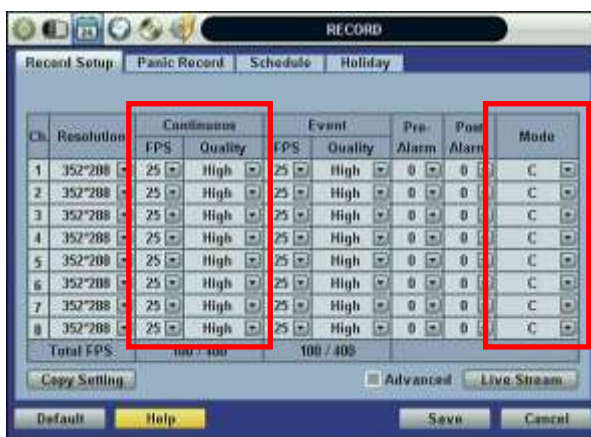 24 RECORD
Record Setup Panic Record Schedule Holiday
Ch. Resolution Continuous Event Pre-Alarm Post Alarm Mode
FPS Quality FPS Quality
1 352*288 25 High 25 High 0 0 C
2 352*288 25 High 25 High 0 0 C
3 352*288 25 High 25 High 0 0 C
4 352*288 25 High 25 High 0 0 C
5 352*288 25 High 25 High 0 0 C
6 352*288 25 High 25 High 0 0 C
7 352*288 25 High 25 High 0 0 C
8 352*288 25 High 25 High 0 0 C
Total FPS 100 / 400 100 / 400
Copy Setting Advanced Live Stream
Default Help Save Cancel